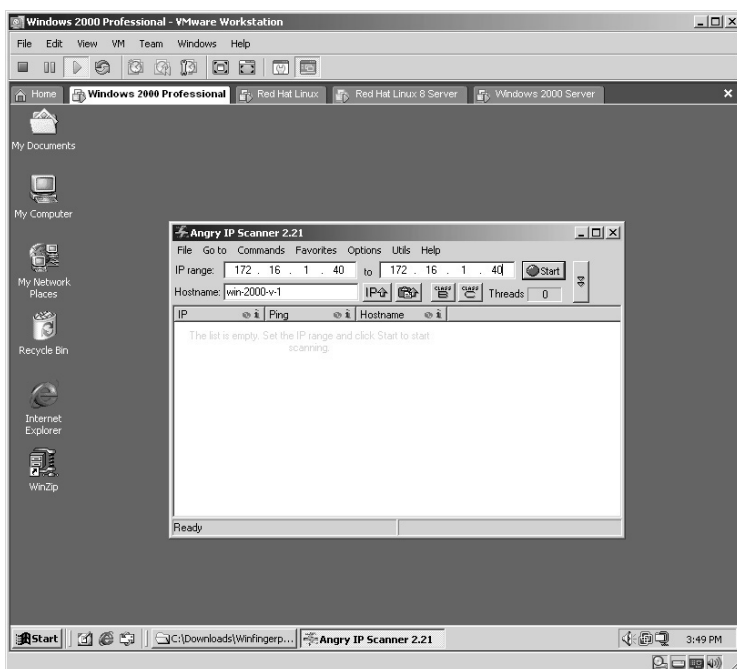 Windows 2000 Professional - VMware Workstation
File Edit View VM Team Windows Help
Home Windows 2000 Professional Red Hat Linux Red Hat Linux 8 Server Windows 2000 Server
My Documents
My Computer
My Network
Places
Recycle Bin
Internet
Explorer
WinZip
Angry IP Scanner 2.21
File Go to Commands Favorites Options Utils Help
IP range: 172 . 16 . 1 . 40 to 172 . 16 . 1 . 40 Start
Hostname: win-2000-v-1 IP CLASS B CLASS C Threads 0
IP Ping Hostname
The list is empty. Set the IP range and click Start to start
scanning.
Ready
Start C:\Downloads\Winfingerp... Angry IP Scanner 2.21 3:49 PM